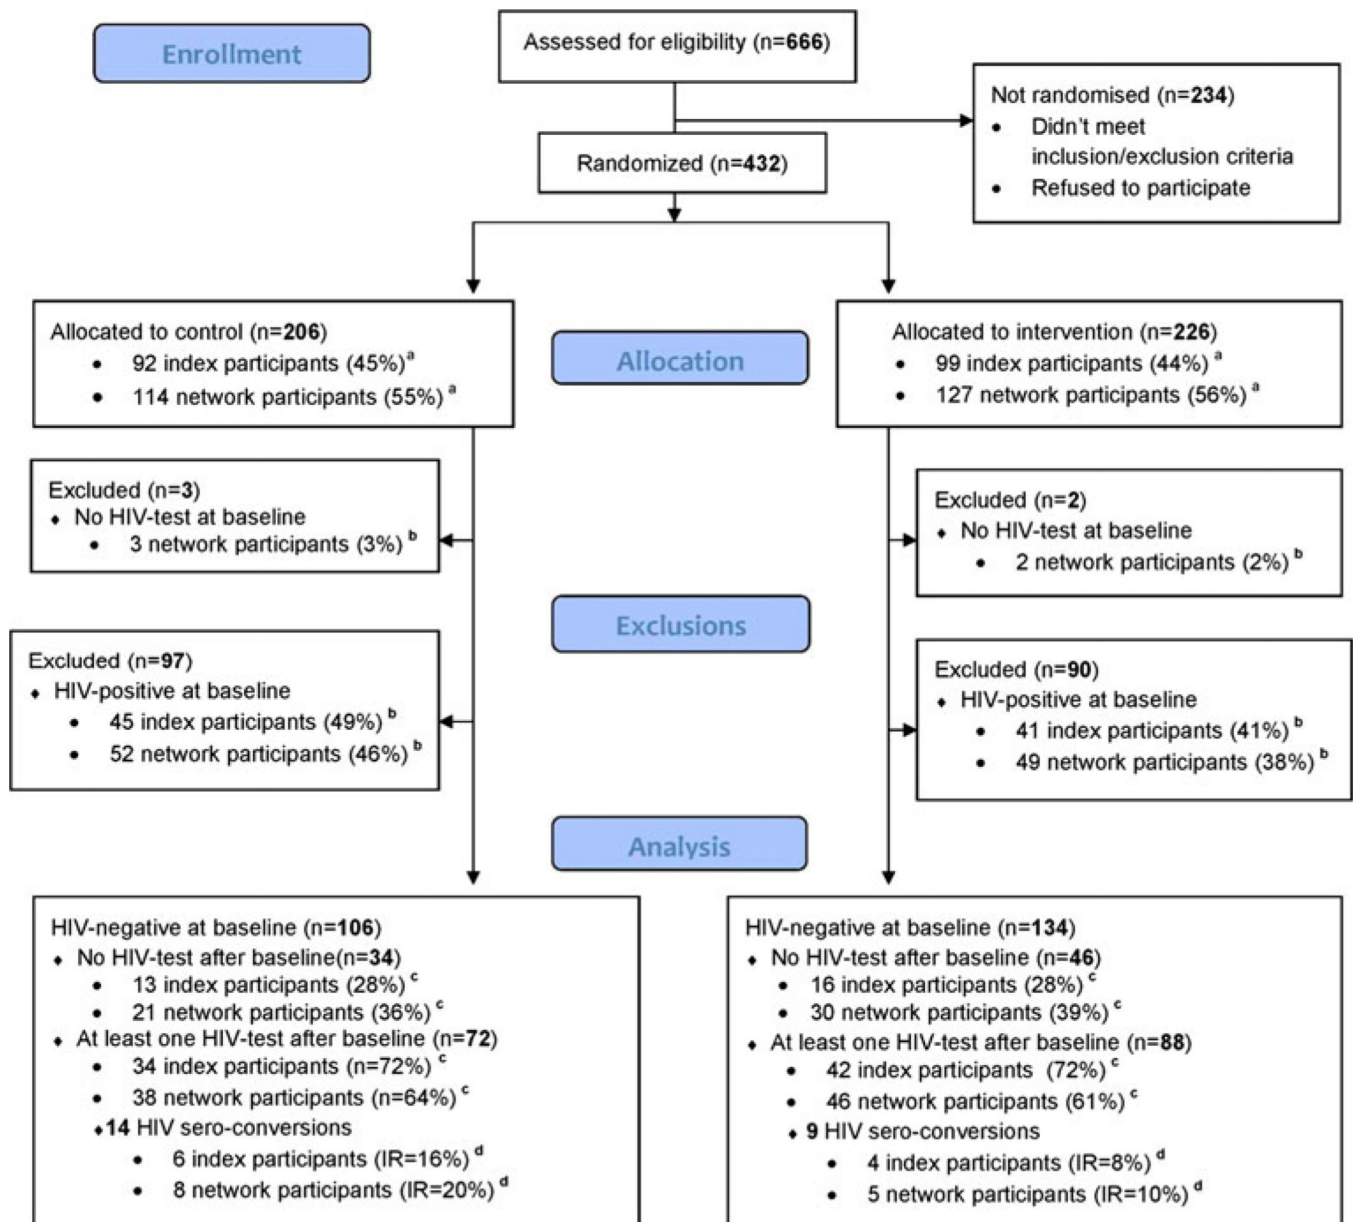 Enrollment
Assessed for eligibility (n=666)
Not randomised (n=234)
• Didn't meet
inclusion/exclusion criteria
• Refused to participate
Randomized (n=432)
Allocation
Allocated to control (n=206)
• 92 index participants (45%) a
• 114 network participants (55%) a
Allocated to intervention (n=226)
• 99 index participants (44%) a
• 127 network participants (56%) a
Excluded (n=3)
♦ No HIV-test at baseline
• 3 network participants (3%) b
Excluded (n=2)
♦ No HIV-test at baseline
• 2 network participants (2%) b
Exclusions
Excluded (n=97)
♦ HIV-positive at baseline
• 45 index participants (49%) b
• 52 network participants (46%) b
Excluded (n=90)
♦ HIV-positive at baseline
• 41 index participants (41%) b
• 49 network participants (38%) b
Analysis
HIV-negative at baseline (n=106)
♦ No HIV-test after baseline(n=34)
• 13 index participants (28%) c
• 21 network participants (36%) c
♦ At least one HIV-test after baseline (n=72)
• 34 index participants (n=72%) c
• 38 network participants (n=64%) c
♦14 HIV sero-conversions
• 6 index participants (IR=16%) d
• 8 network participants (IR=20%) d
HIV-negative at baseline (n=134)
♦ No HIV-test after baseline (n=46)
• 16 index participants (28%) c
• 30 network participants (39%) c
♦ At least one HIV-test after baseline (n=88)
• 42 index participants (72%) c
• 46 network participants (61%) c
♦ 9 HIV sero-conversions
• 4 index participants (IR=8%) d
• 5 network participants (IR=10%) d